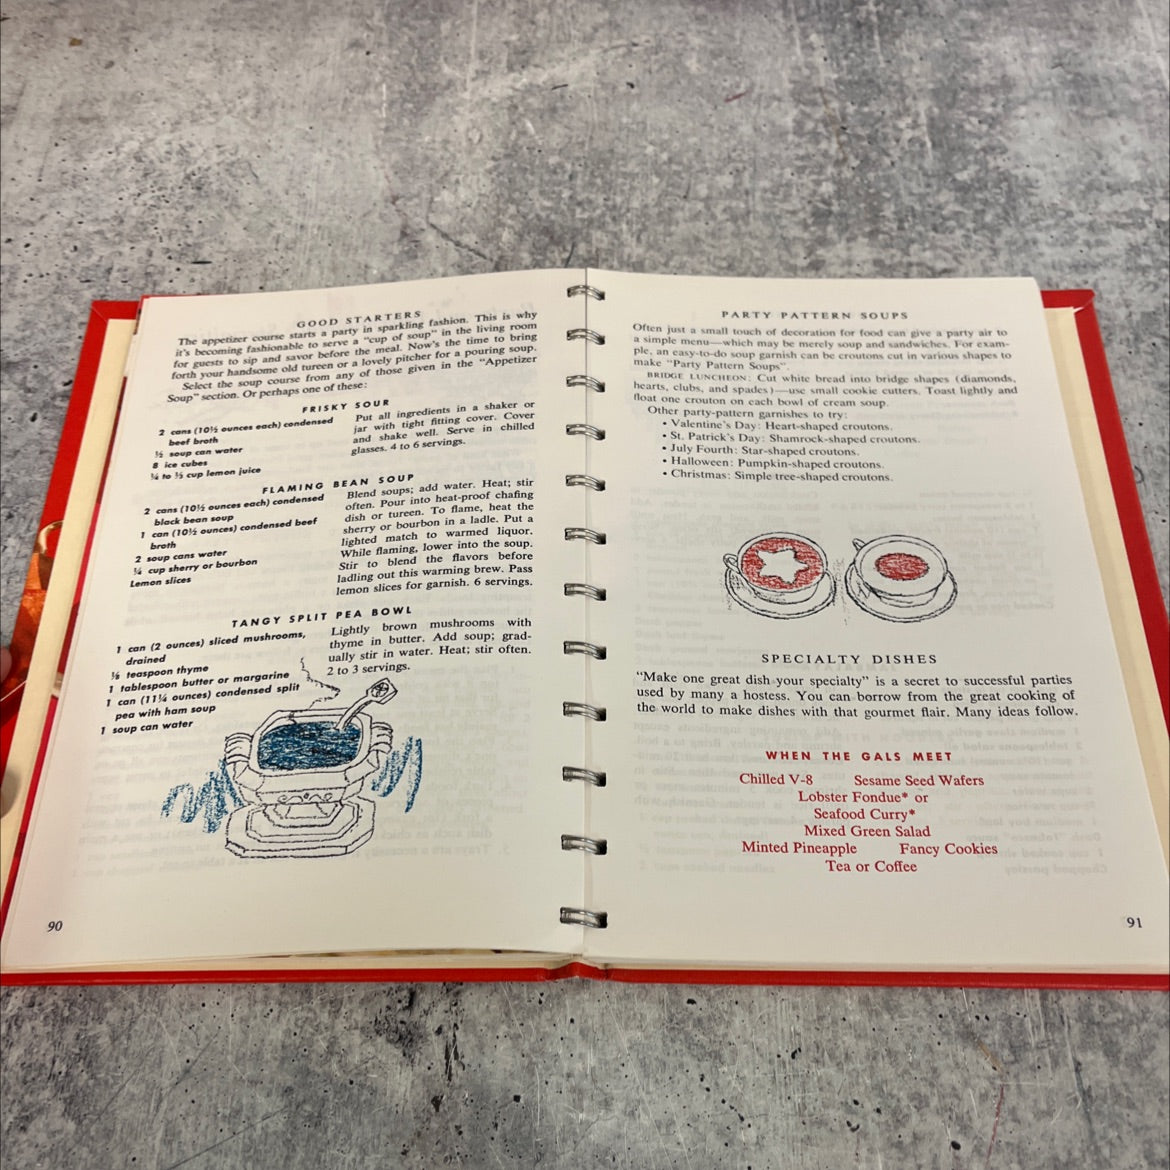 GOOD STARTERS
The appetizer course starts a party in sparkling fashion. This is why
it's becoming fashionable to serve a "cup of soup" in the living room
for guests to sip and savor before the meal. Now's the time to bring
forth your handsome old tureen or a lovely pitcher for a pouring soup.
Select the soup course from any of those given in the "Appetizer
Soup" section. Or perhaps one of these:
FRISKY SOUR
2 cans (10½ ounces each) condensed
beef broth
½ soup can water
8 ice cubes
¼ to ⅓ cup lemon juice
Put all ingredients in a shaker or
jar with tight fitting cover. Cover
and shake well. Serve in chilled
glasses. 4 to 6 servings.
FLAMING BEAN SOUP
2 cans (10½ ounces each) condensed
black bean soup
1 can (10½ ounces) condensed beef
broth
2 soup cans water
¼ cup sherry or bourbon
Lemon slices
Blend soups; add water. Heat; stir
often. Pour into heat-proof chafing
dish or tureen. To flame, heat the
sherry or bourbon in a ladle. Put a
lighted match to warmed liquor.
While flaming, lower into the soup.
Stir to blend the flavors before
ladling out this warming brew. Pass
lemon slices for garnish. 6 servings.
TANGY SPLIT PEA BOWL
1 can (2 ounces) sliced mushrooms,
drained
⅛ teaspoon thyme
1 tablespoon butter or margarine
1 can (11¼ ounces) condensed split
pea with ham soup
1 soup can water
Lightly brown mushrooms with
thyme in butter. Add soup; grad-
ually stir in water. Heat; stir often.
2 to 3 servings.
90
PARTY PATTERN SOUPS
Often just a small touch of decoration for food can give a party air to
a simple menu—which may be merely soup and sandwiches. For exam-
ple, an easy-to-do soup garnish can be croutons cut in various shapes to
make "Party Pattern Soups".
BRIDGE LUNCHEON: Cut white bread into bridge shapes (diamonds,
hearts, clubs, and spades)—use small cookie cutters. Toast lightly and
float one crouton on each bowl of cream soup.
Other party-pattern garnishes to try:
• Valentine's Day: Heart-shaped croutons.
• St. Patrick's Day: Shamrock-shaped croutons.
• July Fourth: Star-shaped croutons.
• Halloween: Pumpkin-shaped croutons.
• Christmas: Simple tree-shaped croutons.
SPECIALTY DISHES
"Make one great dish your specialty" is a secret to successful parties
used by many a hostess. You can borrow from the great cooking of
the world to make dishes with that gourmet flair. Many ideas follow.
WHEN THE GALS MEET
Chilled V-8 Sesame Seed Wafers
Lobster Fondue* or
Seafood Curry*
Mixed Green Salad
Minted Pineapple Fancy Cookies
Tea or Coffee
91